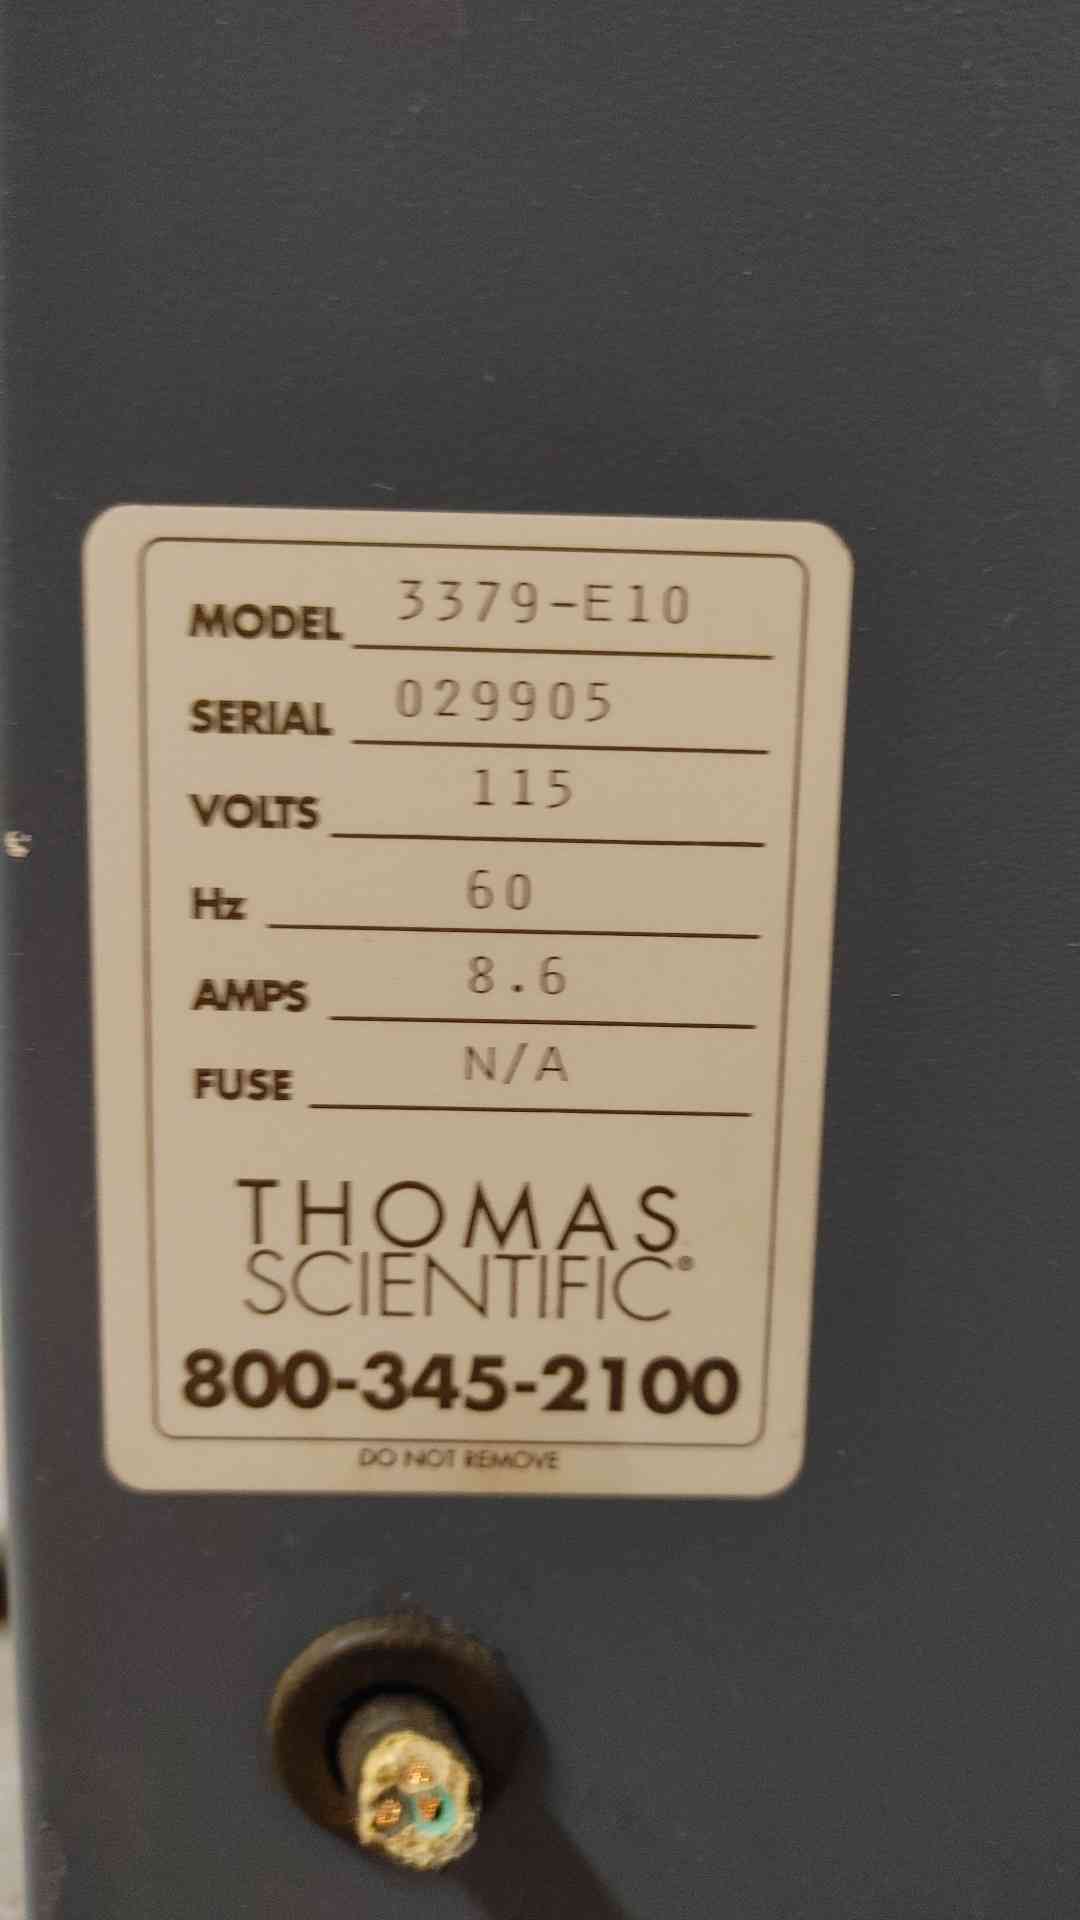 MODEL 3379-E10
SERIAL 029905
VOLTS 115
Hz 60
AMPS 8.6
FUSE N/A
THOMAS
SCIENTIFIC®
800-345-2100
DO NOT REMOVE